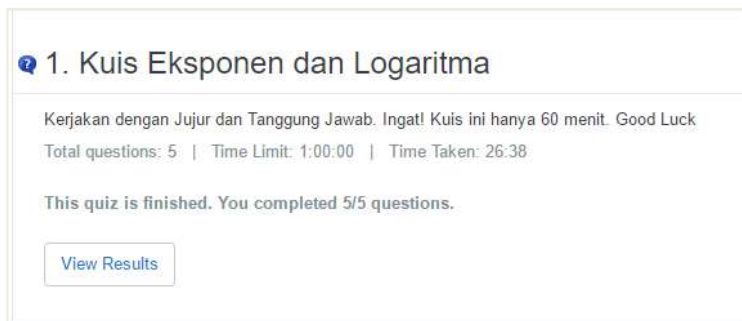 1. Kuis Eksponen dan Logaritma
Kerjakan dengan Jujur dan Tanggung Jawab. Ingat! Kuis ini hanya 60 menit. Good Luck
Total questions: 5 | Time Limit: 1:00:00 | Time Taken: 26:38
This quiz is finished. You completed 5/5 questions.
View Results